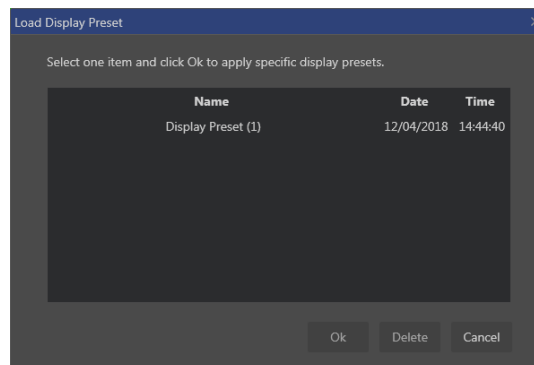 Load Display Preset
Select one item and click Ok to apply specific display presets.
Name Date Time
Display Preset (1) 12/04/2018 14:44:40
Ok Delete Cancel